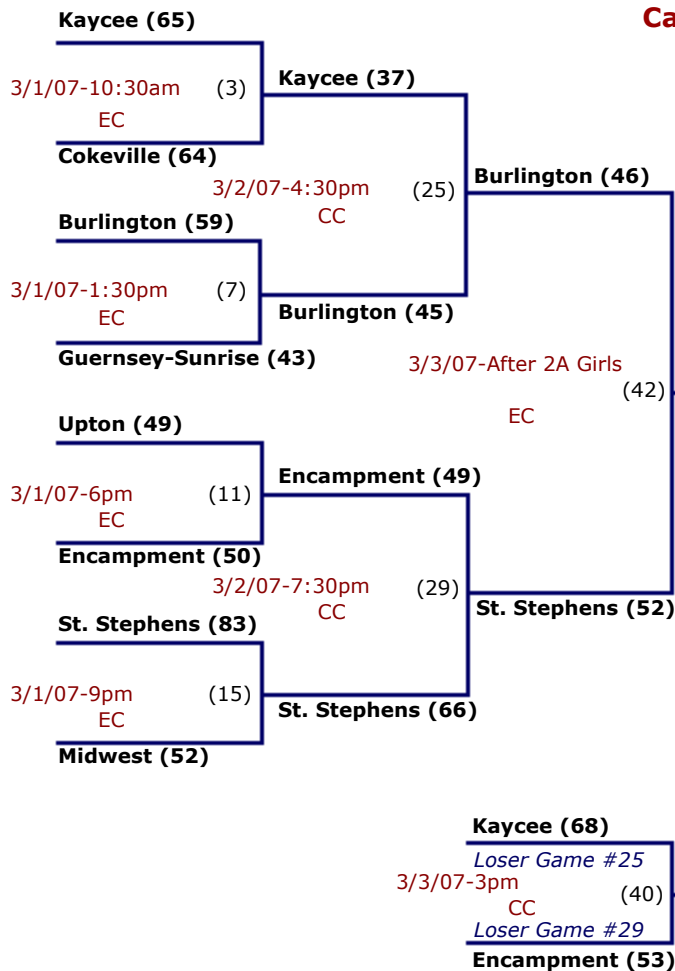 Kaycee (65)
Ca
3/1/07-10:30am
(3)
Kaycee (37)
EC
Cokeville (64)
3/2/07-4:30pm
(25)
Burlington (46)
CC
Burlington (59)
3/1/07-1:30pm
(7)
EC
Burlington (45)
Guernsey-Sunrise (43)
3/3/07-After 2A Girls
(42)
EC
Upton (49)
Encampment (49)
3/1/07-6pm
(11)
EC
Encampment (50)
3/2/07-7:30pm
(29)
CC
St. Stephens (52)
St. Stephens (83)
3/1/07-9pm
(15)
EC
St. Stephens (66)
Midwest (52)
Kaycee (68)
Loser Game #25
3/3/07-3pm
(40)
CC
Loser Game #29
Encampment (53)